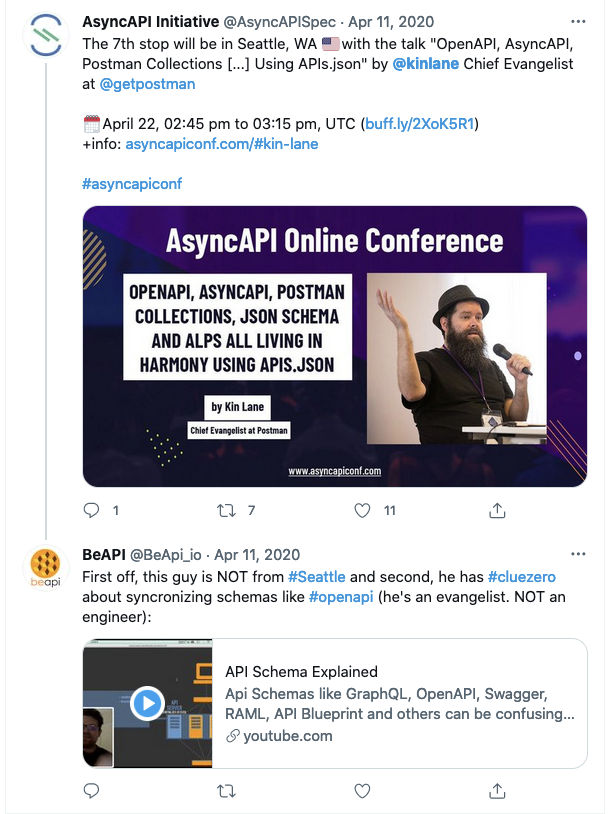 AsyncAPI Initiative @AsyncAPISpec · Apr 11, 2020
The 7th stop will be in Seattle, WA 🇺🇸with the talk "OpenAPI, AsyncAPI,
Postman Collections [...] Using APIs.json" by @kinlane Chief Evangelist
at @getpostman
🗓️April 22, 02:45 pm to 03:15 pm, UTC (buff.ly/2XoK5R1)
+info: asyncapiconf.com/#kin-lane
#asyncapiconf
AsyncAPI Online Conference
OPENAPI, ASYNCAPI, POSTMAN
COLLECTIONS, JSON SCHEMA
AND ALPS ALL LIVING IN
HARMONY USING APIS.JSON
by Kin Lane
Chief Evangelist at Postman
www.asyncapiconf.com
1 7 11
beapi
BeAPI @BeApi_io · Apr 11, 2020
First off, this guy is NOT from #Seattle and second, he has #cluezero
about syncronizing schemas like #openapi (he's an evangelist. NOT an
engineer):
API Schema Explained
Api Schemas like GraphQL, OpenAPI, Swagger,
RAML, API Blueprint and others can be confusing...
youtube.com